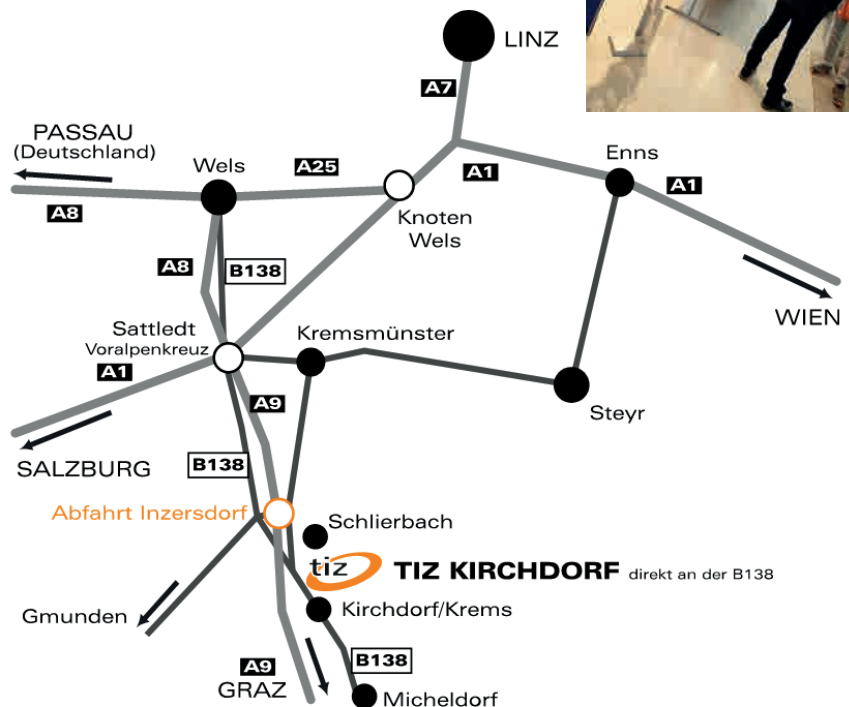 LINZ
A7
PASSAU
(Deutschland)
Wels
A25
A1
Enns
A1
A8
Knoten
Wels
A8
B138
WIEN
Sattledt
Voralpenkreuz
Kremsmünster
A1
A9
Steyr
SALZBURG
B138
Abfahrt Inzersdorf
Schlierbach
tiz
TIZ KIRCHDORF direkt an der B138
Gmunden
Kirchdorf/Krems
A9
GRAZ
B138
Micheldorf